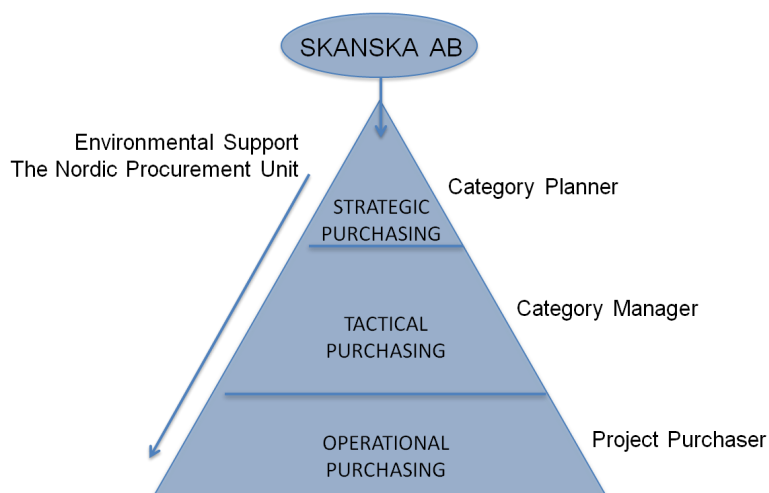 SKANSKA AB
Environmental Support
The Nordic Procurement Unit
Category Planner
STRATEGIC
PURCHASING
Category Manager
TACTICAL
PURCHASING
Project Purchaser
OPERATIONAL
PURCHASING